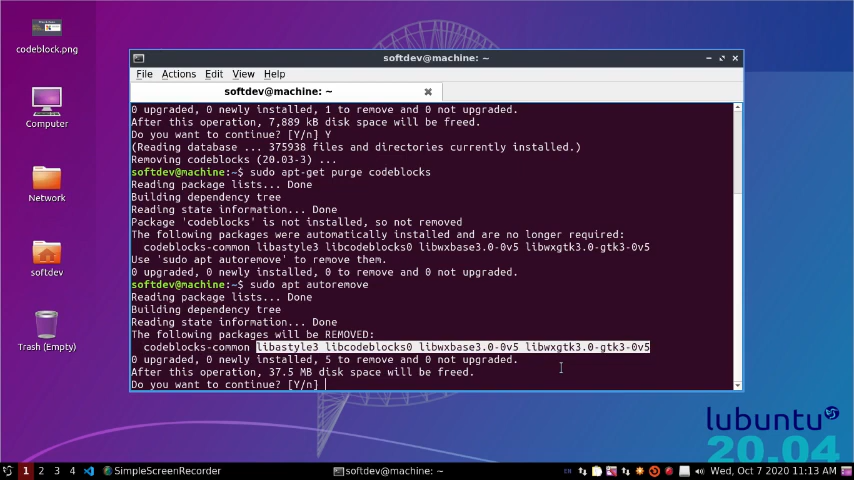 codeblock.png
Computer
Network
softdev
Trash (Empty)
softdev@machine: ~
File Actions Edit View Help
softdev@machine: ~
0 upgraded, 0 newly installed, 1 to remove and 0 not upgraded.
After this operation, 7,889 kB disk space will be freed.
Do you want to continue? [Y/n] Y
(Reading database ... 375938 files and directories currently installed.)
Removing codeblocks (20.03-3) ...
softdev@machine:~$ sudo apt-get purge codeblocks
Reading package lists... Done
Building dependency tree
Reading state information... Done
Package 'codeblocks' is not installed, so not removed
The following packages were automatically installed and are no longer required:
codeblocks-common libastyle3 libcodeblocks0 libwxbase3.0-0v5 libwxgtk3.0-gtk3-0v5
Use 'sudo apt autoremove' to remove them.
0 upgraded, 0 newly installed, 0 to remove and 0 not upgraded.
softdev@machine:~$ sudo apt autoremove
Reading package lists... Done
Building dependency tree
Reading state information... Done
The following packages will be REMOVED:
codeblocks-common libastyle3 libcodeblocks0 libwxbase3.0-0v5 libwxgtk3.0-gtk3-0v5
0 upgraded, 0 newly installed, 5 to remove and 0 not upgraded.
After this operation, 37.5 MB disk space will be freed.
Do you want to continue? [Y/n]
lubuntu
20.04
1 2 3 4 SimpleScreenRecorder softdev@machine: ~ EN Wed, Oct 7 2020 11:13 AM